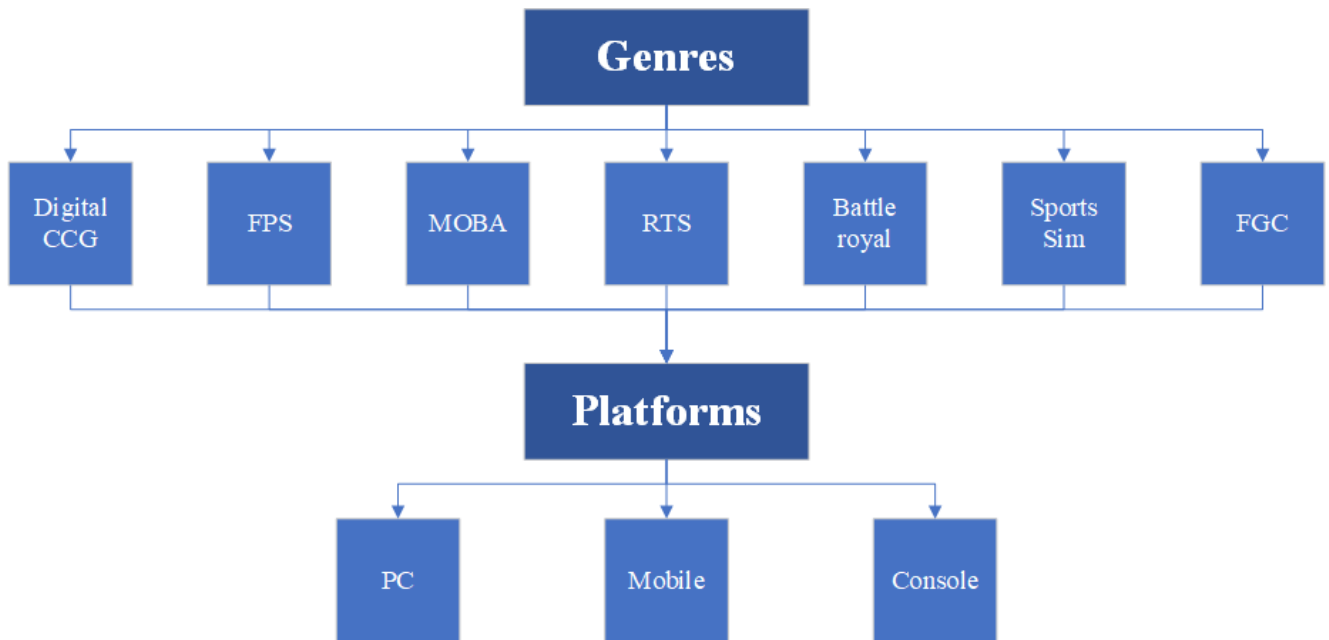 Genres
Digital
CCG
FPS
MOBA
RTS
Battle
royal
Sports
Sim
FGC
Platforms
PC
Mobile
Console